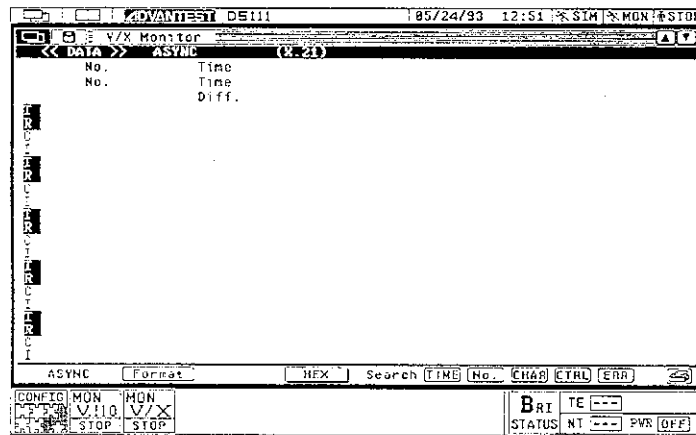 ADVANTEST D5111 05/24/93 12:51 SIM MON STOP
V/X Monitor
<< DATA >> ASYNC (X.21)
No. Time
No. Time
Diff.
T
R
C
I
T
R
C
I
T
R
C
I
T
R
C
I
T
R
C
I
ASYNC Format HEX Search TIME No. CHAR CTRL ERR
CONFIG MON MON
V.110 V/X
STOP STOP
BRI TE ---
STATUS NT --- PWR OFF